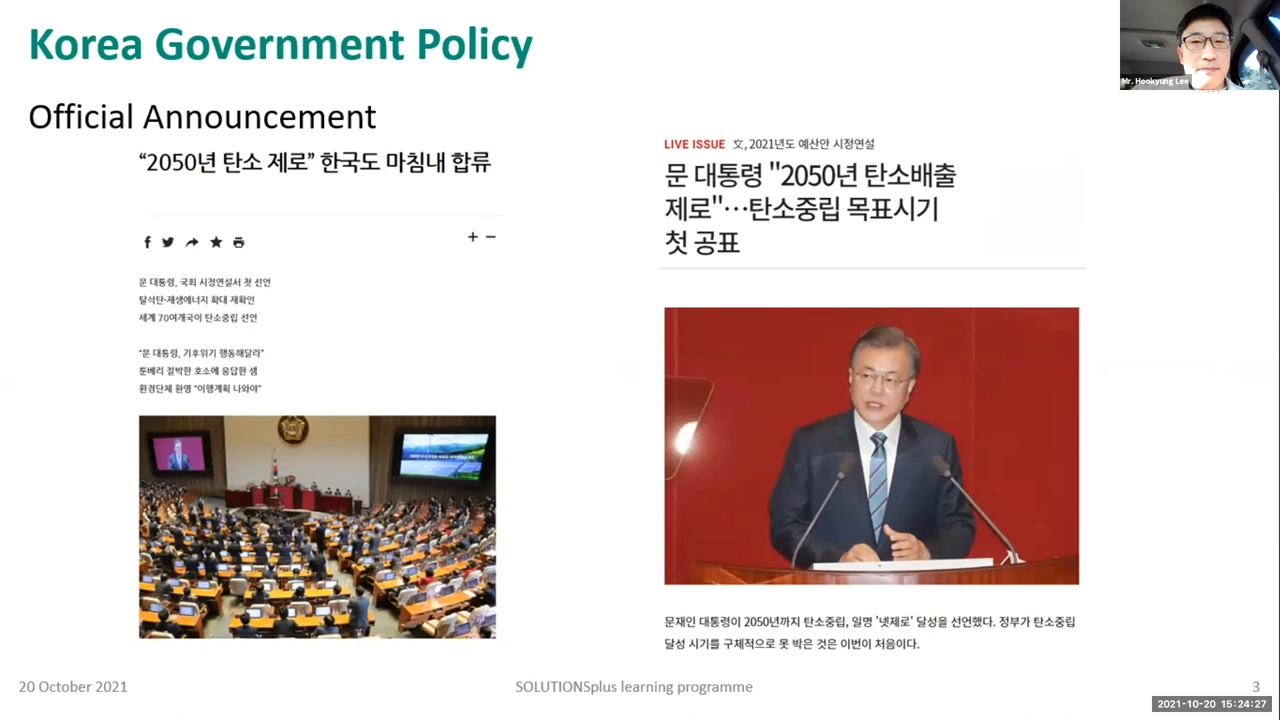 Korea Government Policy
Mr. Hookyung Lee
Official Announcement
“2050년 탄소 제로” 한국도 마침내 합류
+ −
문 대통령, 국회 시정연설서 첫 선언
탈석탄·재생에너지 확대 재확인
세계 70여개국이 탄소중립 선언
“문 대통령, 기후위기 행동해달라”
툰베리 절박한 호소에 응답한 셈
환경단체 환영 “이행계획 나와야”
LIVE ISSUE 文, 2021년도 예산안 시정연설
문 대통령 "2050년 탄소배출
제로"…탄소중립 목표시기
첫 공표
문재인 대통령이 2050년까지 탄소중립, 일명 '넷제로' 달성을 선언했다. 정부가 탄소중립
달성 시기를 구체적으로 못 박은 것은 이번이 처음이다.
20 October 2021
SOLUTIONSplus learning programme
3
2021-10-20 15:24:27